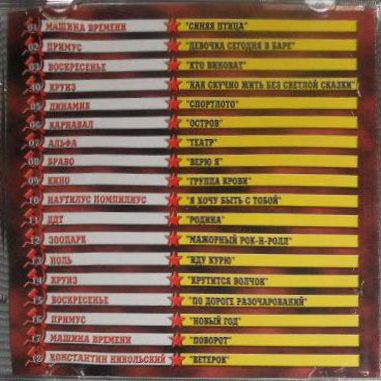 01 МАШИНА ВРЕМЕНИ "СИНЯЯ ПТИЦА"
02 ПРИМУС "ДЕВОЧКА СЕГОДНЯ В БАРЕ"
03 ВОСКРЕСЕНЬЕ "КТО ВИНОВАТ"
КРУИЗ "КАК СКУЧНО ЖИТЬ БЕЗ СВЕТЛОЙ СКАЗКИ"
05 ДИНАМИК "СПОРТЛОТО"
06 КАРНАВАЛ "ОСТРОВ"
07 АЛЬФА "ТЕАТР"
08 БРАВО "ВЕРЮ Я"
09 КИНО "ГРУППА КРОВИ"
10 НАУТИЛУС ПОМПИЛИУС "Я ХОЧУ БЫТЬ С ТОБОЙ"
11 ДДТ "РОДИНА"
12 ЗООПАРК "МАЖОРНЫЙ РОК-Н-РОЛЛ"
13 НОЛЬ "ИДУ КУРЮ"
14 КРУИЗ "КРУТИТСЯ ВОЛЧОК"
15 ВОСКРЕСЕНЬЕ "ПО ДОРОГЕ РАЗОЧАРОВАНИЙ"
16 ПРИМУС "НОВЫЙ ГОД"
17 МАШИНА ВРЕМЕНИ "ПОВОРОТ"
18 КОНСТАНТИН НИКОЛЬСКИЙ "ВЕТЕРОК"